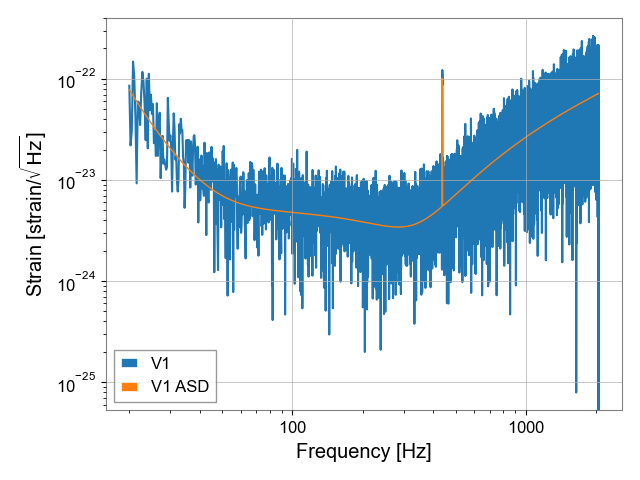 Strain [strain/√Hz]
10⁻²²
10⁻²³
10⁻²⁴
10⁻²⁵
V1
V1 ASD
100
1000
Frequency [Hz]